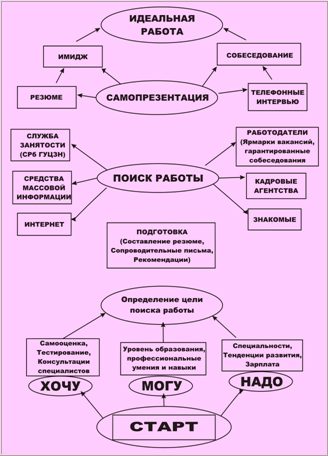 ИДЕАЛЬНАЯ
РАБОТА
ИМИДЖ
СОБЕСЕДОВАНИЕ
РЕЗЮМЕ
САМОПРЕЗЕНТАЦИЯ
ТЕЛЕФОННЫЕ
ИНТЕРВЬЮ
СЛУЖБА
ЗАНЯТОСТИ
(СРБ ГУЦЗН)
РАБОТОДАТЕЛИ
(Ярмарки вакансий,
гарантированные
собеседования
СРЕДСТВА
МАССОВОЙ
ИНФОРМАЦИИ
ПОИСК РАБОТЫ
КАДРОВЫЕ
АГЕНТСТВА
ИНТЕРНЕТ
ЗНАКОМЫЕ
ПОДГОТОВКА
(Составление резюме,
Сопроводительные письма,
Рекомендации)
Определение цели
поиска работы
Самооценка,
Тестирование,
Консультации
специалистов
Уровень образования,
профессиональные
умения и навыки
Специальности,
Тенденции развития,
Зарплата
ХОЧУ
МОГУ
НАДО
СТАРТ